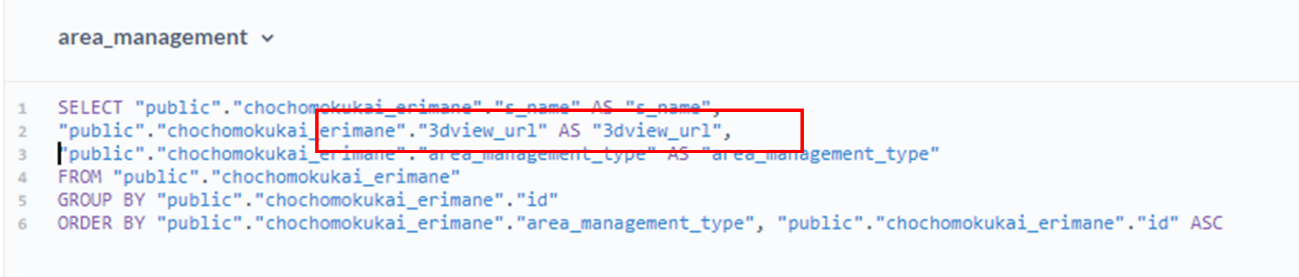 area_management
1 SELECT "public"."chochomokukai_erimane"."s_name" AS "s_name",
2 "public"."chochomokukai_erimane"."3dview_url" AS "3dview_url",
3 "public"."chochomokukai_erimane"."area_management_type" AS "area_management_type"
4 FROM "public"."chochomokukai_erimane"
5 GROUP BY "public"."chochomokukai_erimane"."id"
6 ORDER BY "public"."chochomokukai_erimane"."area_management_type", "public"."chochomokukai_erimane"."id" ASC